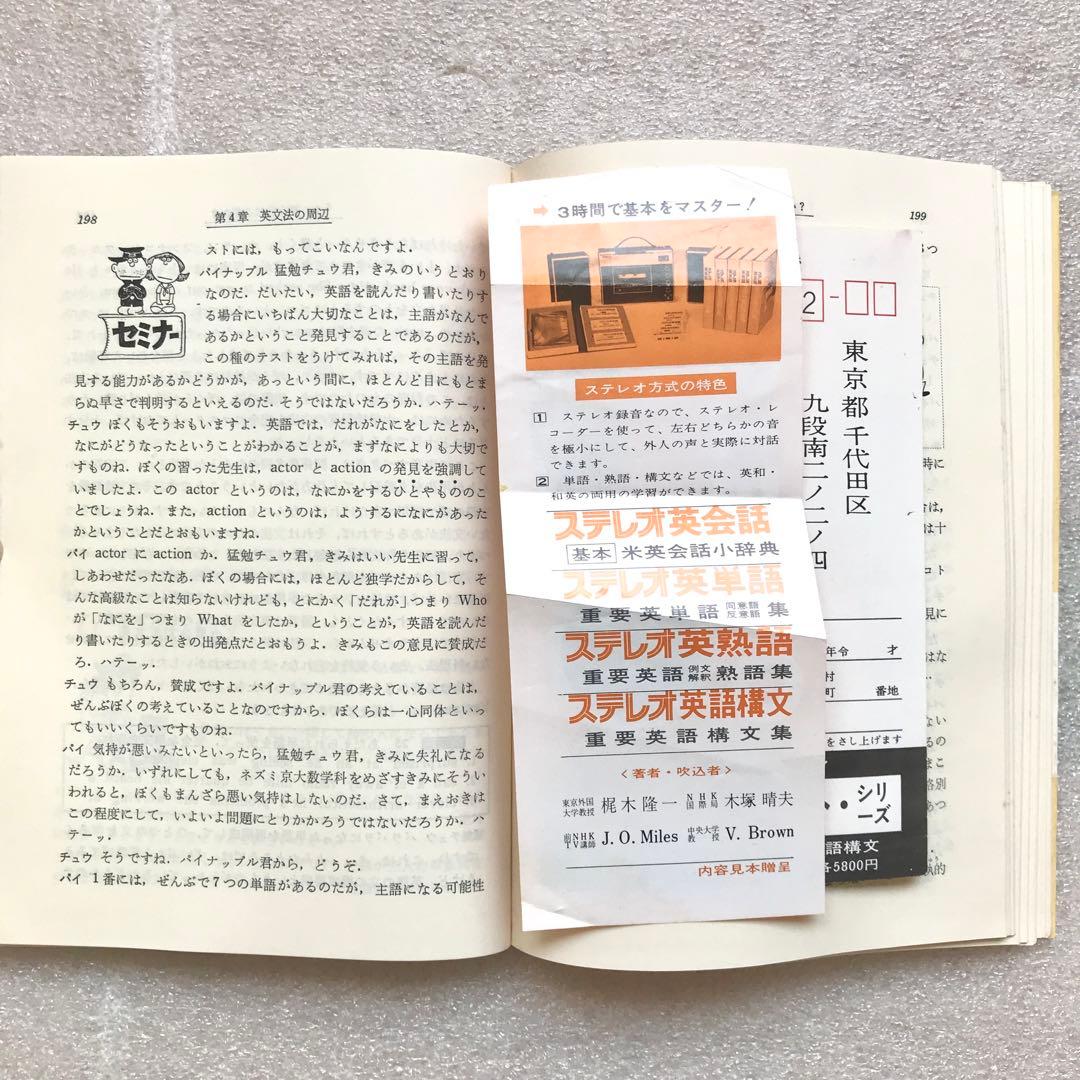 198
第4章 英文法の周辺
セミナー
ストには，もってこいなんですよ．
パイナップル 猛勉チュウ君，きみのいうとおり
なのだ．だいたい，英語を読んだり書いたりす
る場合にいちばん大切なことは，主語がなんで
あるかということ発見することであるのだが，
この種のテストをうけてみれば，その主語を発
見する能力があるかどうかが，あっという間に，ほとんど目にもとま
らぬ早さで判明するといえるのだ．そうではないだろうか．ハテーッ．
チュウ ぼくもそうおもいますよ．英語では，だれがなにをしたとか，
なにがどうなったということがわかることが，まずなによりも大切で
すものね．ぼくの習った先生は，actor と action の発見を強調して
いましたよ．この actor というのは，なにかをするひとやもののこ
とでしょうね．また，action というのは，ようするになにがあった
かということだとおもいますね．
パイ actor に action か．猛勉チュウ君，きみはいい先生に習って，
しあわせだったなあ．ぼくの場合には，ほとんど独学だからして，そ
んな高級なことは知らないけれども，とにかく「だれが」つまり Who
が「なにを」つまり What をしたか，ということが，英語を読んだ
り書いたりするときの出発点だとおもうよ．きみもこの意見に賛成だ
ろ．ハテーッ．
チュウ もちろん，賛成ですよ．パイナップル君の考えていることは，
ぜんぶぼくの考えていることなのですから．ぼくらは一心同体といっ
てもいいくらいですものね．
パイ 気持が悪いみたいといったら，猛勉チュウ君，きみに失礼になる
だろうか．いずれにしても，ネズミ京大数学科をめざすきみにそうい
われると，ぼくもまんざら悪い気持はしないのだ．さて，まえおきは
この程度にして，いよいよ問題にとりかかろうではないだろうか．ハ
テーッ．
チュウ そうですね．パイナップル君から，どうぞ．
パイ 1番には，ぜんぶで7つの単語があるのだが，主語になる可能性
➡ 3時間で基本をマスター！
ステレオ方式の特色
1 ステレオ録音なので、ステレオ・レ
コーダーを使って、左右どちらかの音
を極小にして、外人の声と実際に対話
できます。
2 単語・熟語・構文などでは、英和・
和英の両用の学習ができます。
ステレオ英会話
基本 米英会話小辞典
ステレオ英単語
重要英単語 同意語 反意語 集
ステレオ英熟語
重要英語 例文 解釈 熟語集
ステレオ英語構文
重要英語構文集
＜著者・吹込者＞
東京外国大学教授 梶木隆一 NHK国際局 木塚晴夫
前NHKTV講師 J. O. Miles 中央大学教授 V. Brown
内容見本贈呈
?
199
2-□□
東京都千代田区
九段南二ノ二ノ四
年令 才
村
町 番地
をさし上げます
シリーズ
語構文
各5800円